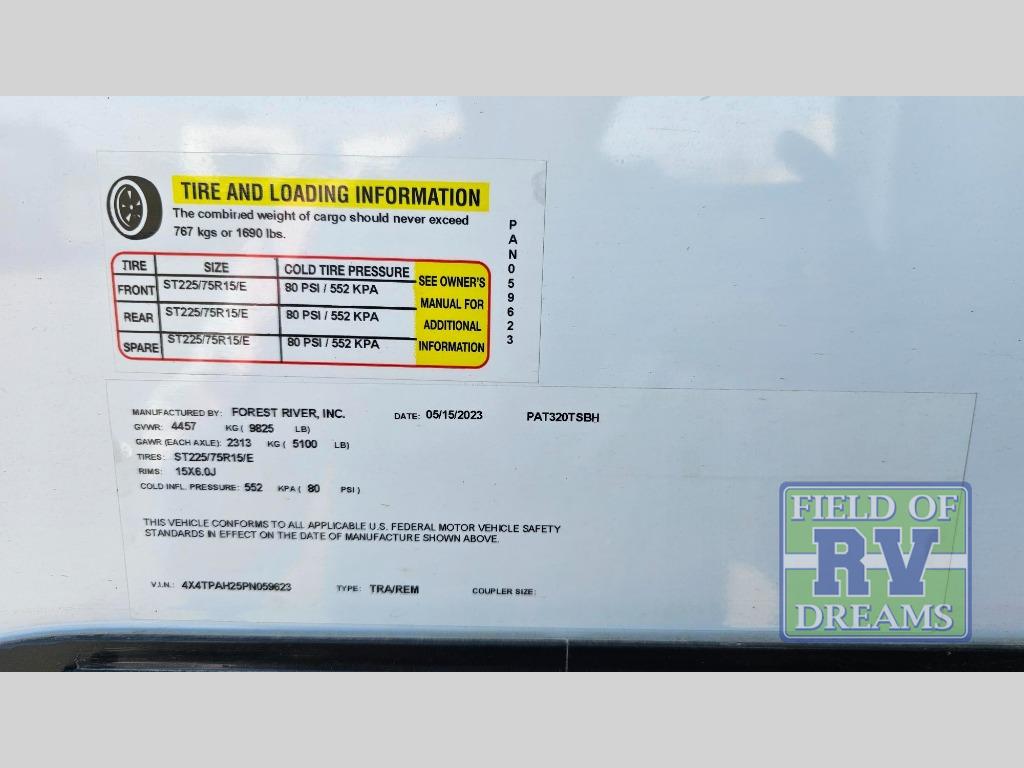 TIRE AND LOADING INFORMATION
The combined weight of cargo should never exceed
767 kgs or 1690 lbs.
TIRE SIZE COLD TIRE PRESSURE
FRONT ST225/75R15/E 80 PSI / 552 KPA
REAR ST225/75R15/E 80 PSI / 552 KPA
SPARE ST225/75R15/E 80 PSI / 552 KPA
SEE OWNER'S
MANUAL FOR
ADDITIONAL
INFORMATION
PAN059623
MANUFACTURED BY: FOREST RIVER, INC. DATE: 05/15/2023 PAT320TSBH
GVWR: 4457 KG ( 9825 LB)
GAWR (EACH AXLE): 2313 KG ( 5100 LB)
TIRES: ST225/75R15/E
RIMS: 15X6.0J
COLD INFL. PRESSURE: 552 KPA ( 80 PSI )
THIS VEHICLE CONFORMS TO ALL APPLICABLE U.S. FEDERAL MOTOR VEHICLE SAFETY
STANDARDS IN EFFECT ON THE DATE OF MANUFACTURE SHOWN ABOVE.
V.I.N.: 4X4TPAH25PN059623 TYPE: TRA/REM COUPLER SIZE:
FIELD OF
RV
DREAMS